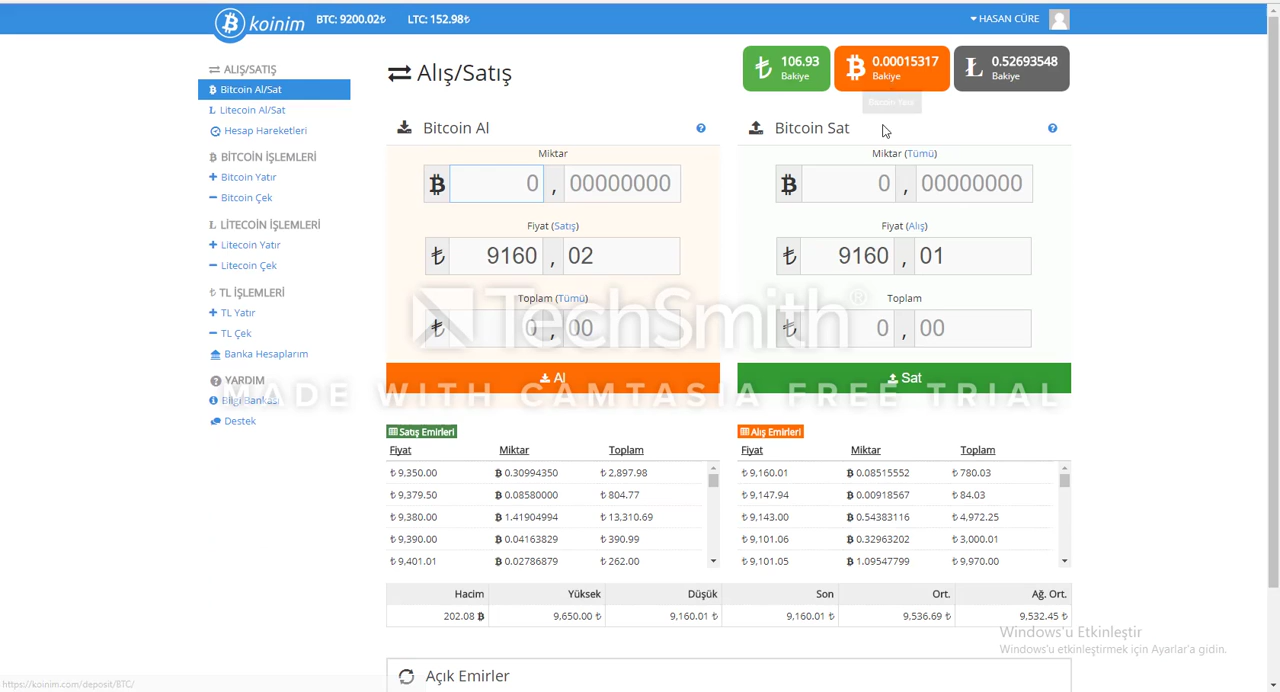 koinim BTC: 9200.02₺ LTC: 152.98₺ HASAN CÜRE
ALIŞ/SATIŞ
Bitcoin Al/Sat
Litecoin Al/Sat
Hesap Hareketleri
BİTCOİN İŞLEMLERİ
Bitcoin Yatır
Bitcoin Çek
LİTECOİN İŞLEMLERİ
Litecoin Yatır
Litecoin Çek
TL İŞLEMLERİ
TL Yatır
TL Çek
Banka Hesaplarım
YARDIM
Bilgi Bankası
Destek
Alış/Satış
₺ 106.93 Bakiye
0.00015317 Bakiye
Ł 0.52693548 Bakiye
Bitcoin Yatır
Bitcoin Al
Miktar
0 , 00000000
Fiyat (Satış)
₺ 9160 , 02
Toplam (Tümü)
₺ 0 , 00
Al
Bitcoin Sat
Miktar (Tümü)
0 , 00000000
Fiyat (Alış)
₺ 9160 , 01
Toplam
₺ 0 , 00
Sat
TechSmith®
MADE WITH CAMTASIA FREE TRIAL
Satış Emirleri
Fiyat Miktar Toplam
₺ 9,350.00 ฿ 0.30994350 ₺ 2,897.98
₺ 9,379.50 ฿ 0.08580000 ₺ 804.77
₺ 9,380.00 ฿ 1.41904994 ₺ 13,310.69
₺ 9,390.00 ฿ 0.04163829 ₺ 390.99
₺ 9,401.01 ฿ 0.02786879 ₺ 262.00
Alış Emirleri
Fiyat Miktar Toplam
₺ 9,160.01 ฿ 0.08515552 ₺ 780.03
₺ 9,147.94 ฿ 0.00918567 ₺ 84.03
₺ 9,143.00 ฿ 0.54383116 ₺ 4,972.25
₺ 9,101.06 ฿ 0.32963202 ₺ 3,000.01
₺ 9,101.05 ฿ 1.09547799 ₺ 9,970.00
Hacim Yüksek Düşük Son Ort. Ağ. Ort.
202.08 ฿ 9,650.00 ₺ 9,160.01 ₺ 9,160.01 ₺ 9,536.69 ₺ 9,532.45 ₺
Açık Emirler
Windows'u Etkinleştir
Windows'u etkinleştirmek için Ayarlar'a gidin.
https://koinim.com/deposit/BTC/